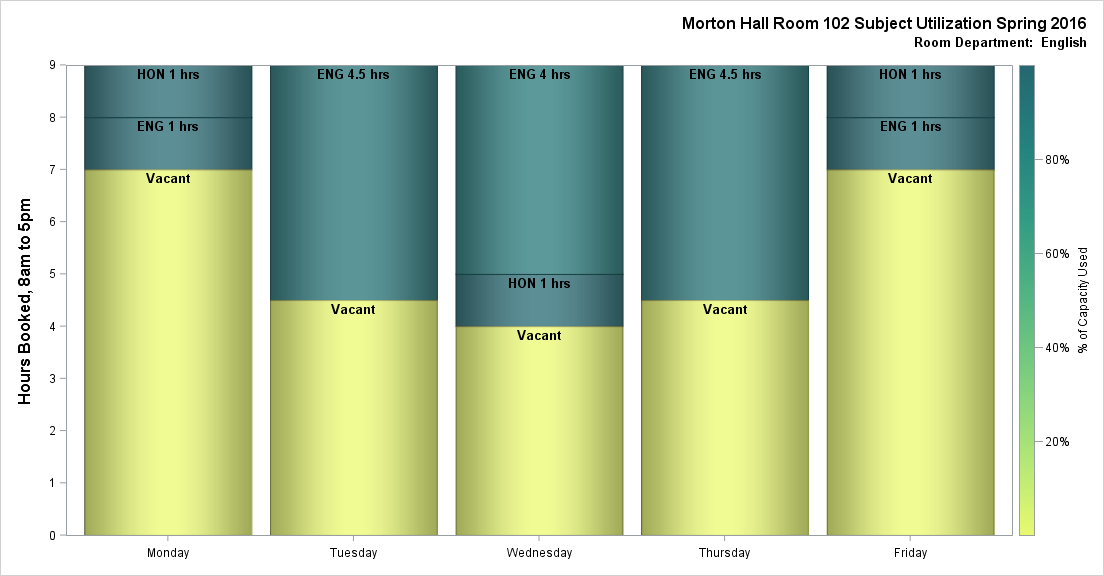 Morton Hall Room 102 Subject Utilization Spring 2016
Room Department: English
Hours Booked, 8am to 5pm
9
8
7
6
5
4
3
2
1
0
HON 1 hrs
ENG 1 hrs
Vacant
ENG 4.5 hrs
Vacant
ENG 4 hrs
HON 1 hrs
Vacant
ENG 4.5 hrs
Vacant
HON 1 hrs
ENG 1 hrs
Vacant
Monday
Tuesday
Wednesday
Thursday
Friday
80%
60%
40%
20%
% of Capacity Used